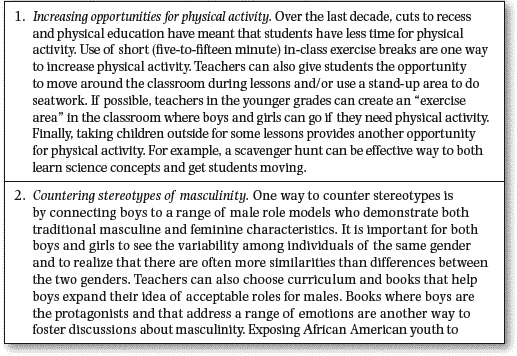 1. Increasing opportunities for physical activity. Over the last decade, cuts to recess
and physical education have meant that students have less time for physical
activity. Use of short (five-to-fifteen minute) in-class exercise breaks are one way
to increase physical activity. Teachers can also give students the opportunity
to move around the classroom during lessons and/or use a stand-up area to do
seatwork. If possible, teachers in the younger grades can create an “exercise
area” in the classroom where boys and girls can go if they need physical activity.
Finally, taking children outside for some lessons provides another opportunity
for physical activity. For example, a scavenger hunt can be effective way to both
learn science concepts and get students moving.
2. Countering stereotypes of masculinity. One way to counter stereotypes is
by connecting boys to a range of male role models who demonstrate both
traditional masculine and feminine characteristics. It is important for both
boys and girls to see the variability among individuals of the same gender
and to realize that there are often more similarities than differences between
the two genders. Teachers can also choose curriculum and books that help
boys expand their idea of acceptable roles for males. Books where boys are
the protagonists and that address a range of emotions are another way to
foster discussions about masculinity. Exposing African American youth to